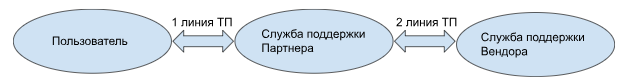 Пользователь
1 линия ТП
Служба поддержки
Партнера
2 линия ТП
Служба поддержки
Вендора